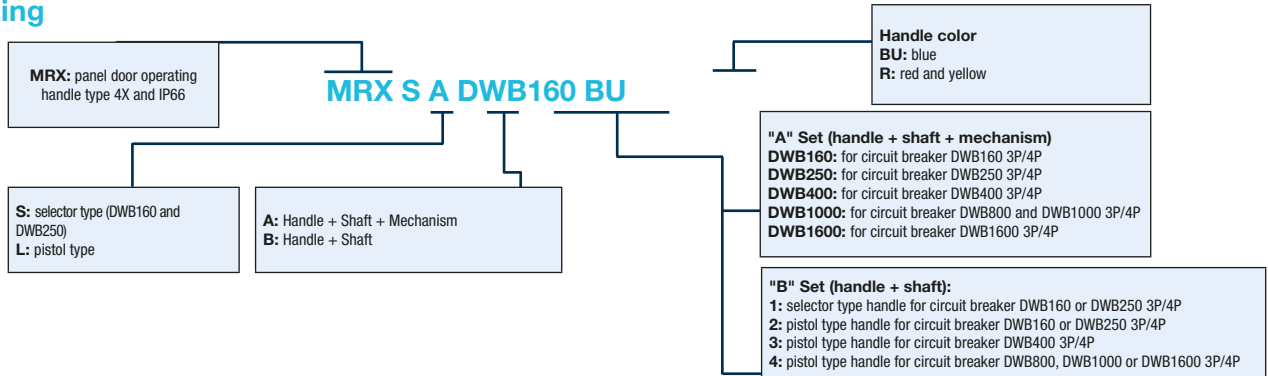 ing
MRX: panel door operating
handle type 4X and IP66
MRX S A DWB160 BU
Handle color
BU: blue
R: red and yellow
S: selector type (DWB160 and
DWB250)
L: pistol type
A: Handle + Shaft + Mechanism
B: Handle + Shaft
"A" Set (handle + shaft + mechanism)
DWB160: for circuit breaker DWB160 3P/4P
DWB250: for circuit breaker DWB250 3P/4P
DWB400: for circuit breaker DWB400 3P/4P
DWB1000: for circuit breaker DWB800 and DWB1000 3P/4P
DWB1600: for circuit breaker DWB1600 3P/4P
"B" Set (handle + shaft):
1: selector type handle for circuit breaker DWB160 or DWB250 3P/4P
2: pistol type handle for circuit breaker DWB160 or DWB250 3P/4P
3: pistol type handle for circuit breaker DWB400 3P/4P
4: pistol type handle for circuit breaker DWB800, DWB1000 or DWB1600 3P/4P